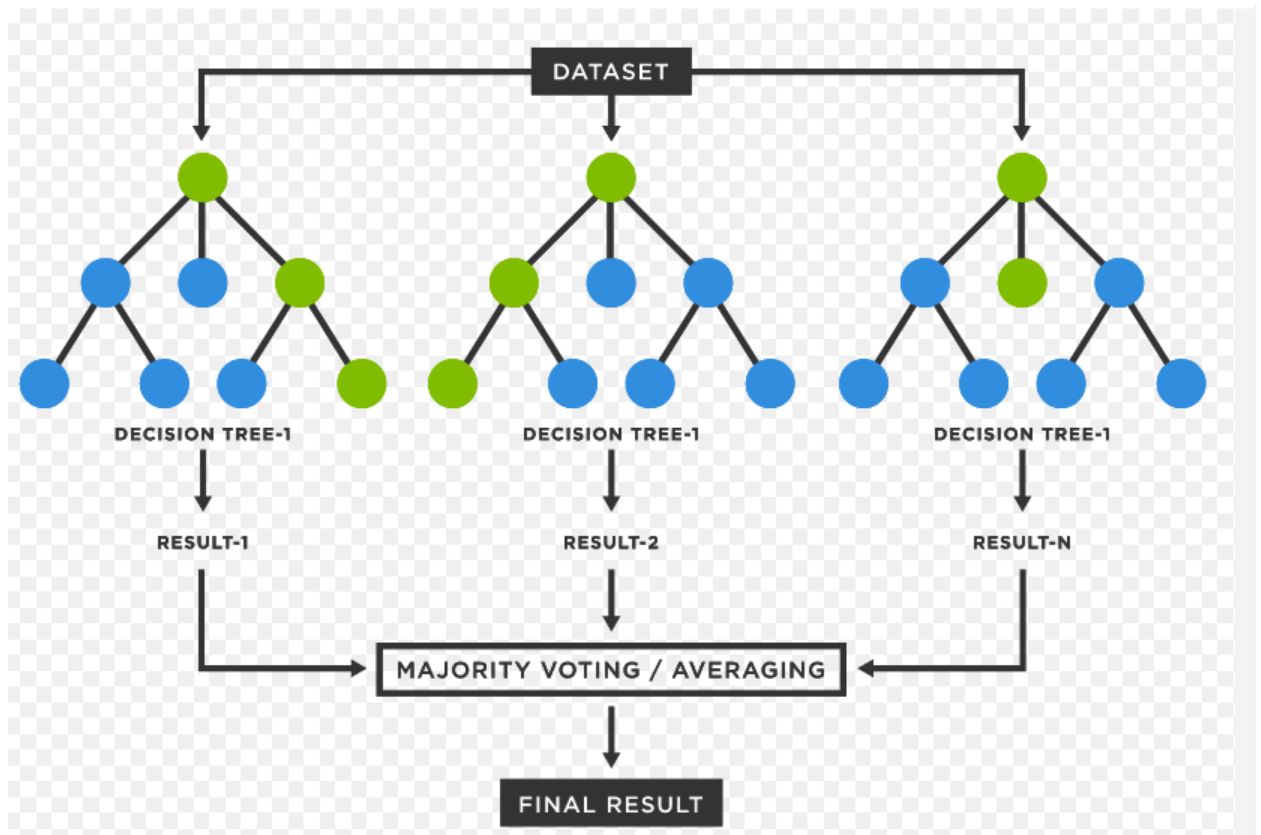 DATASET
DECISION TREE-1
DECISION TREE-1
DECISION TREE-1
RESULT-1
RESULT-2
RESULT-N
MAJORITY VOTING / AVERAGING
FINAL RESULT